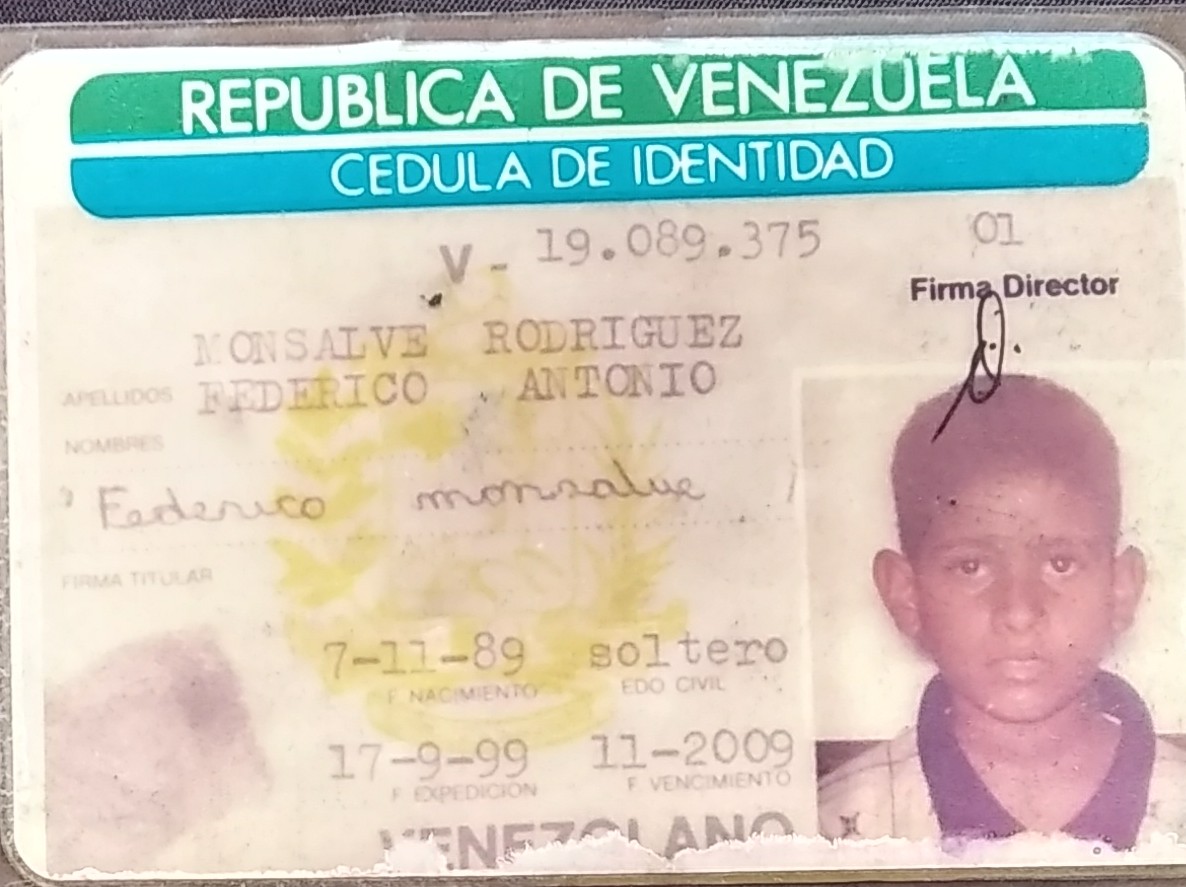 REPUBLICA DE VENEZUELA
CEDULA DE IDENTIDAD
V - 19.089.375 01
Firma Director
MONSALVE RODRIGUEZ
APELLIDOS FEDERICO ANTONIO
NOMBRES
Federico monsalve
FIRMA TITULAR
7-11-89 soltero
F NACIMIENTO EDO CIVIL
17-9-99 11-2009
F EXPEDICION F VENCIMIENTO
VENEZOLANO